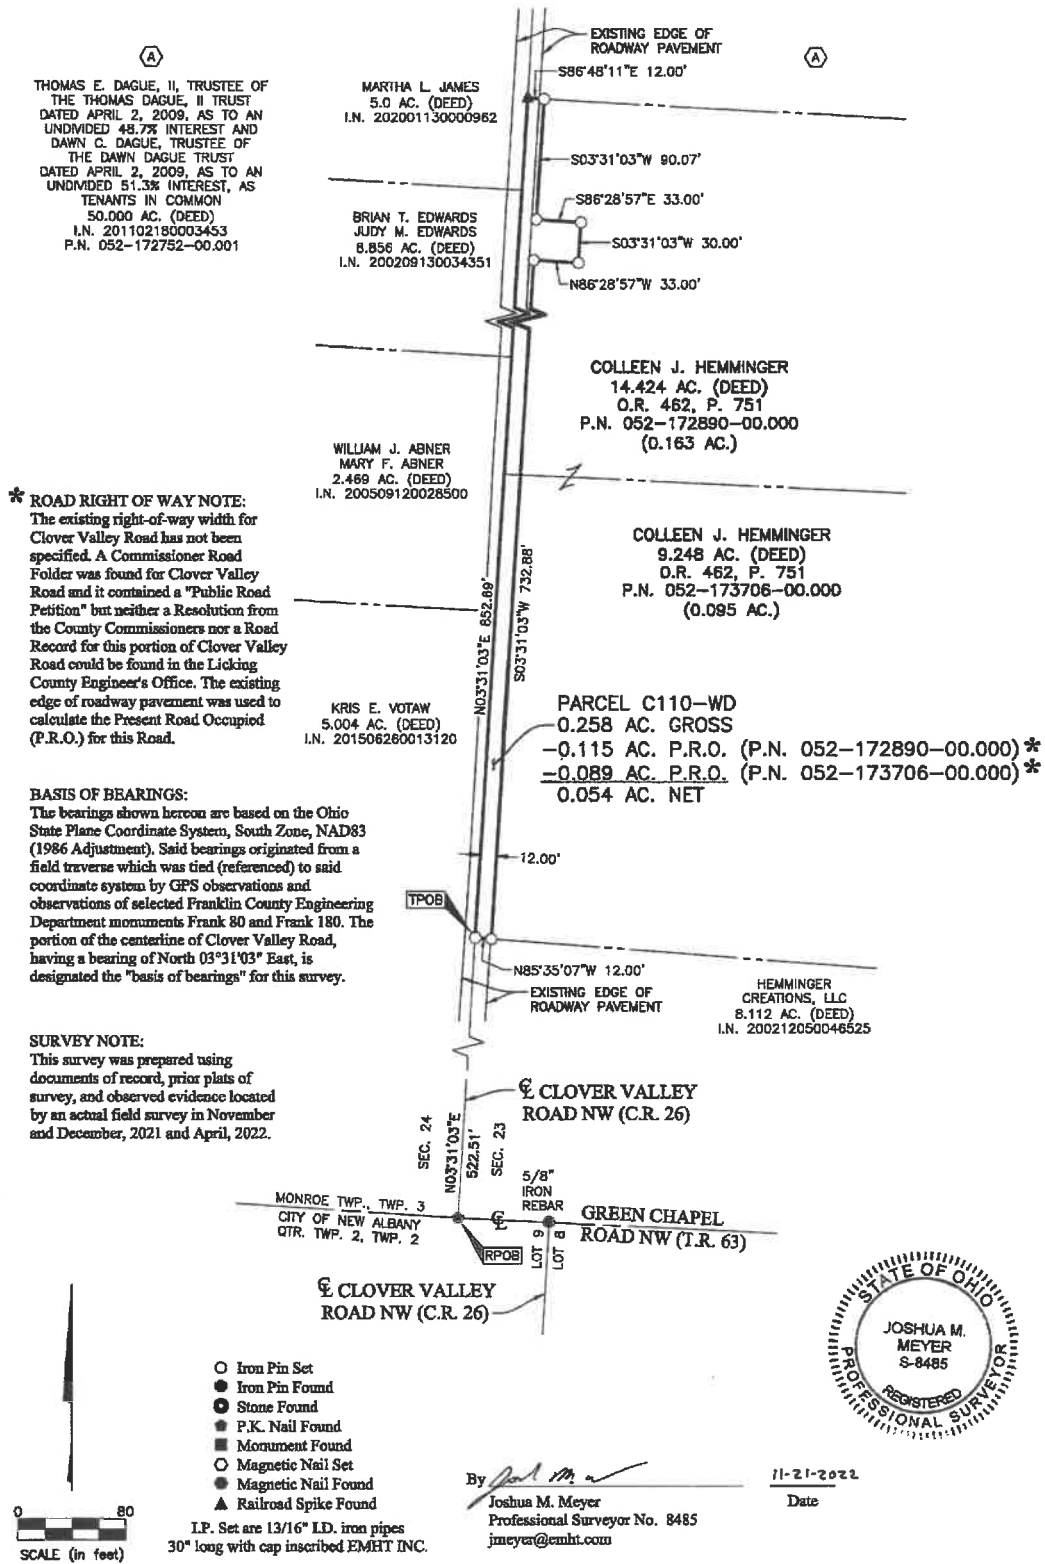 EXISTING EDGE OF
ROADWAY PAVEMENT
A
A
S86°48'11"E 12.00'
THOMAS E. DAGUE, II, TRUSTEE OF
THE THOMAS DAGUE, II TRUST
DATED APRIL 2, 2009, AS TO AN
UNDIVIDED 48.7% INTEREST AND
DAWN C. DAGUE, TRUSTEE OF
THE DAWN DAGUE TRUST
DATED APRIL 2, 2009, AS TO AN
UNDIVIDED 51.3% INTEREST, AS
TENANTS IN COMMON
50.000 AC. (DEED)
I.N. 201102180003453
P.N. 052-172752-00.001
MARTHA L. JAMES
5.0 AC. (DEED)
I.N. 202001130000962
S03°31'03"W 90.07'
S86°28'57"E 33.00'
BRIAN T. EDWARDS
JUDY M. EDWARDS
8.856 AC. (DEED)
I.N. 200209130034351
S03°31'03"W 30.00'
N86°28'57"W 33.00'
COLLEEN J. HEMMINGER
14.424 AC. (DEED)
O.R. 462, P. 751
P.N. 052-172890-00.000
(0.163 AC.)
WILLIAM J. ABNER
MARY F. ABNER
2.469 AC. (DEED)
I.N. 200509120028500
Z
* ROAD RIGHT OF WAY NOTE:
The existing right-of-way width for
Clover Valley Road has not been
specified. A Commissioner Road
Folder was found for Clover Valley
Road and it contained a "Public Road
Petition" but neither a Resolution from
the County Commissioners nor a Road
Record for this portion of Clover Valley
Road could be found in the Licking
County Engineer's Office. The existing
edge of roadway pavement was used to
calculate the Present Road Occupied
(P.R.O.) for this Road.
COLLEEN J. HEMMINGER
9.248 AC. (DEED)
O.R. 462, P. 751
P.N. 052-173706-00.000
(0.095 AC.)
N03°31'03"E 852.69'
S03°31'03"W 732.88'
KRIS E. VOTAW
5.004 AC. (DEED)
I.N. 201506260013120
PARCEL C110-WD
0.258 AC. GROSS
-0.115 AC. P.R.O. (P.N. 052-172890-00.000)*
-0.089 AC. P.R.O. (P.N. 052-173706-00.000)*
0.054 AC. NET
BASIS OF BEARINGS:
The bearings shown hereon are based on the Ohio
State Plane Coordinate System, South Zone, NAD83
(1986 Adjustment). Said bearings originated from a
field traverse which was tied (referenced) to said
coordinate system by GPS observations and
observations of selected Franklin County Engineering
Department monuments Frank 80 and Frank 180. The
portion of the centerline of Clover Valley Road,
having a bearing of North 03°31'03" East, is
designated the "basis of bearings" for this survey.
12.00'
TPOB
N85°35'07"W 12.00'
EXISTING EDGE OF
ROADWAY PAVEMENT
HEMMINGER
CREATIONS, LLC
8.112 AC. (DEED)
I.N. 200212050046525
SURVEY NOTE:
This survey was prepared using
documents of record, prior plats of
survey, and observed evidence located
by an actual field survey in November
and December, 2021 and April, 2022.
℄ CLOVER VALLEY
ROAD NW (C.R. 26)
SEC. 24
N03°31'03"E
522.51'
SEC. 23
5/8"
IRON
REBAR
MONROE TWP., TWP. 3
CITY OF NEW ALBANY
QTR. TWP. 2, TWP. 2
℄
GREEN CHAPEL
ROAD NW (T.R. 63)
RPOB
LOT 9
LOT 8
℄ CLOVER VALLEY
ROAD NW (C.R. 26)
STATE OF OHIO
JOSHUA M.
MEYER
S-8485
REGISTERED
PROFESSIONAL SURVEYOR
Iron Pin Set
Iron Pin Found
Stone Found
P.K. Nail Found
Monument Found
Magnetic Nail Set
Magnetic Nail Found
Railroad Spike Found
I.P. Set are 13/16" I.D. iron pipes
30" long with cap inscribed EMHT INC.
By
11-21-2022
Joshua M. Meyer
Date
Professional Surveyor No. 8485
jmeyer@emht.com
0 80
SCALE (in feet)